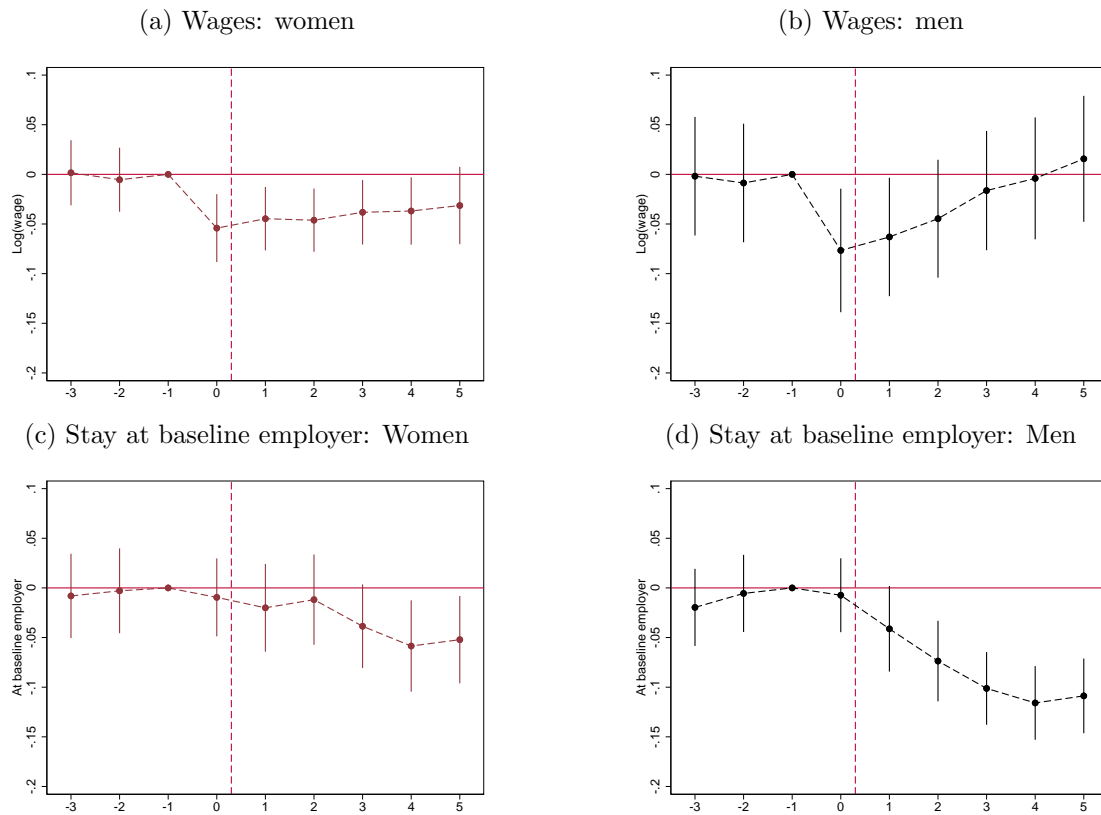 (a) Wages: women
(b) Wages: men
.1
.05
0
-.05
-.1
-.15
-.2
Log(wage)
-3 -2 -1 0 1 2 3 4 5
.1
.05
0
-.05
-.1
-.15
-.2
Log(wage)
-3 -2 -1 0 1 2 3 4 5
(c) Stay at baseline employer: Women
(d) Stay at baseline employer: Men
.1
.05
0
-.05
-.1
-.15
-.2
At baseline employer
-3 -2 -1 0 1 2 3 4 5
.1
.05
0
-.05
-.1
-.15
-.2
At baseline employer
-3 -2 -1 0 1 2 3 4 5